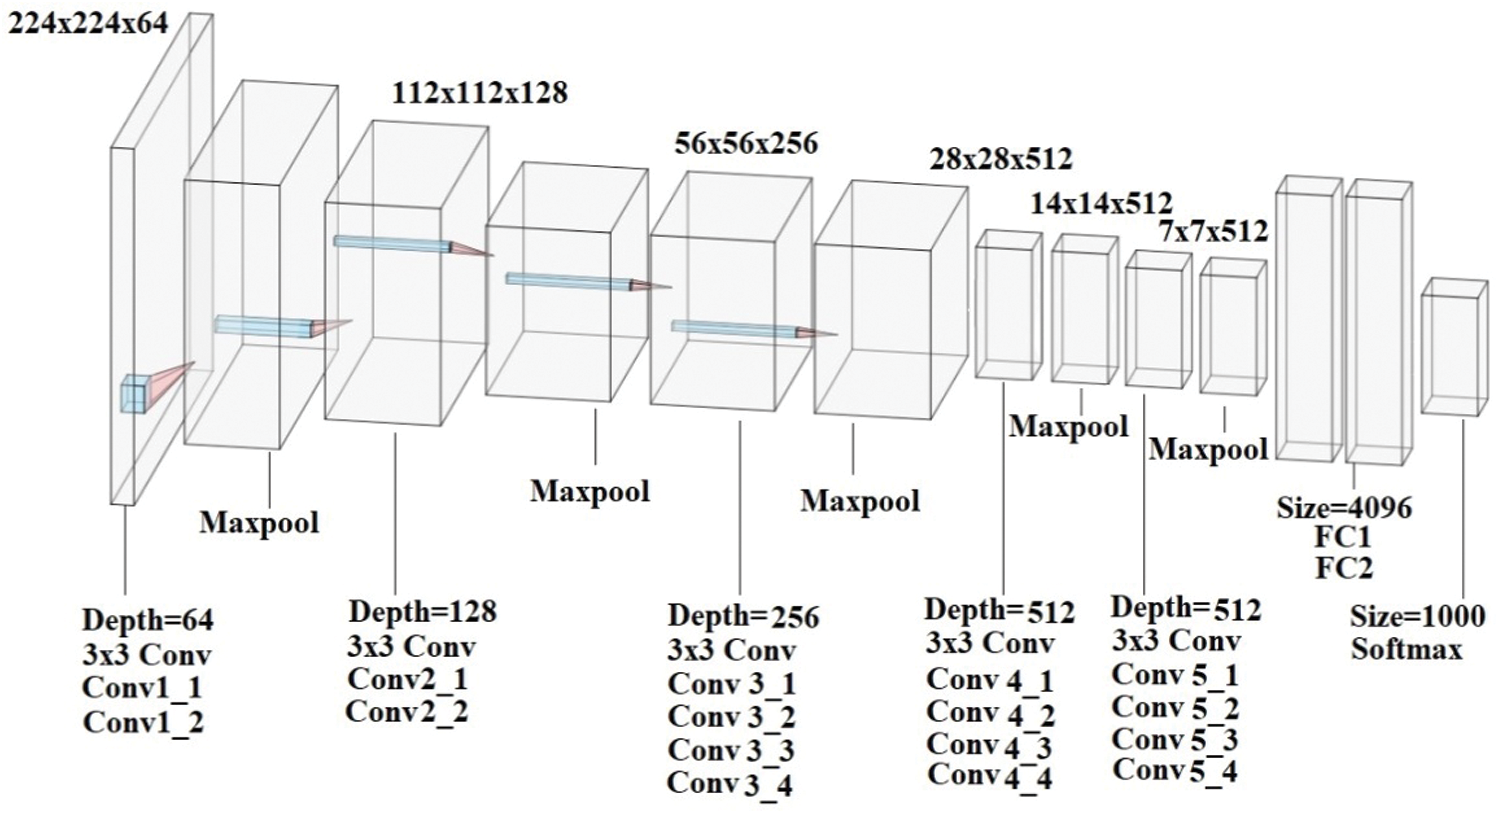 224x224x64
112x112x128
56x56x256
28x28x512
14x14x512
7x7x512
Maxpool
Maxpool
Maxpool
Maxpool
Maxpool
Depth=64
3x3 Conv
Conv1_1
Conv1_2
Depth=128
3x3 Conv
Conv2_1
Conv2_2
Depth=256
3x3 Conv
Conv 3_1
Conv 3_2
Conv 3_3
Conv 3_4
Depth=512
3x3 Conv
Conv 4_1
Conv 4_2
Conv 4_3
Conv 4_4
Depth=512
3x3 Conv
Conv 5_1
Conv 5_2
Conv 5_3
Conv 5_4
Size=4096
FC1
FC2
Size=1000
Softmax